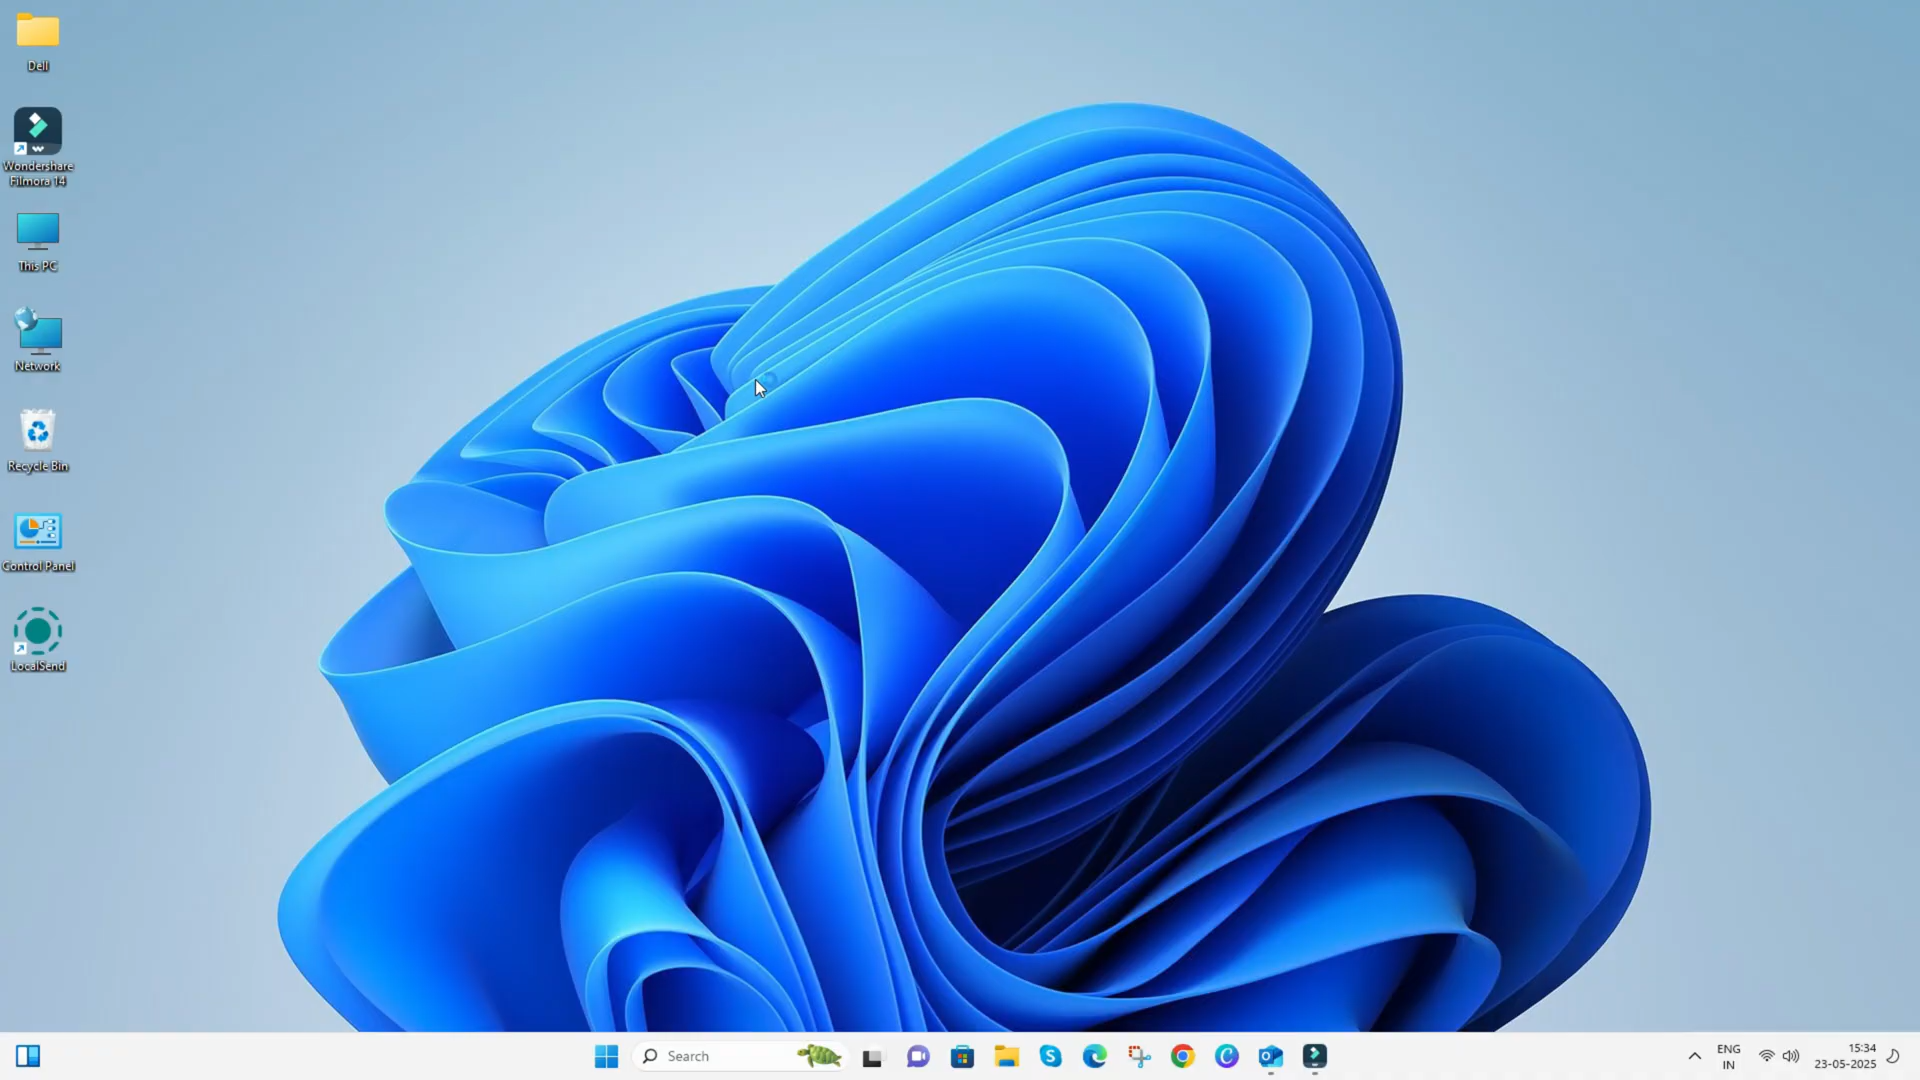 Dell
Wondershare
Filmora 14
This PC
Network
Recycle Bin
Control Panel
LocalSend
Search
ENG
IN
15:34
23-05-2025